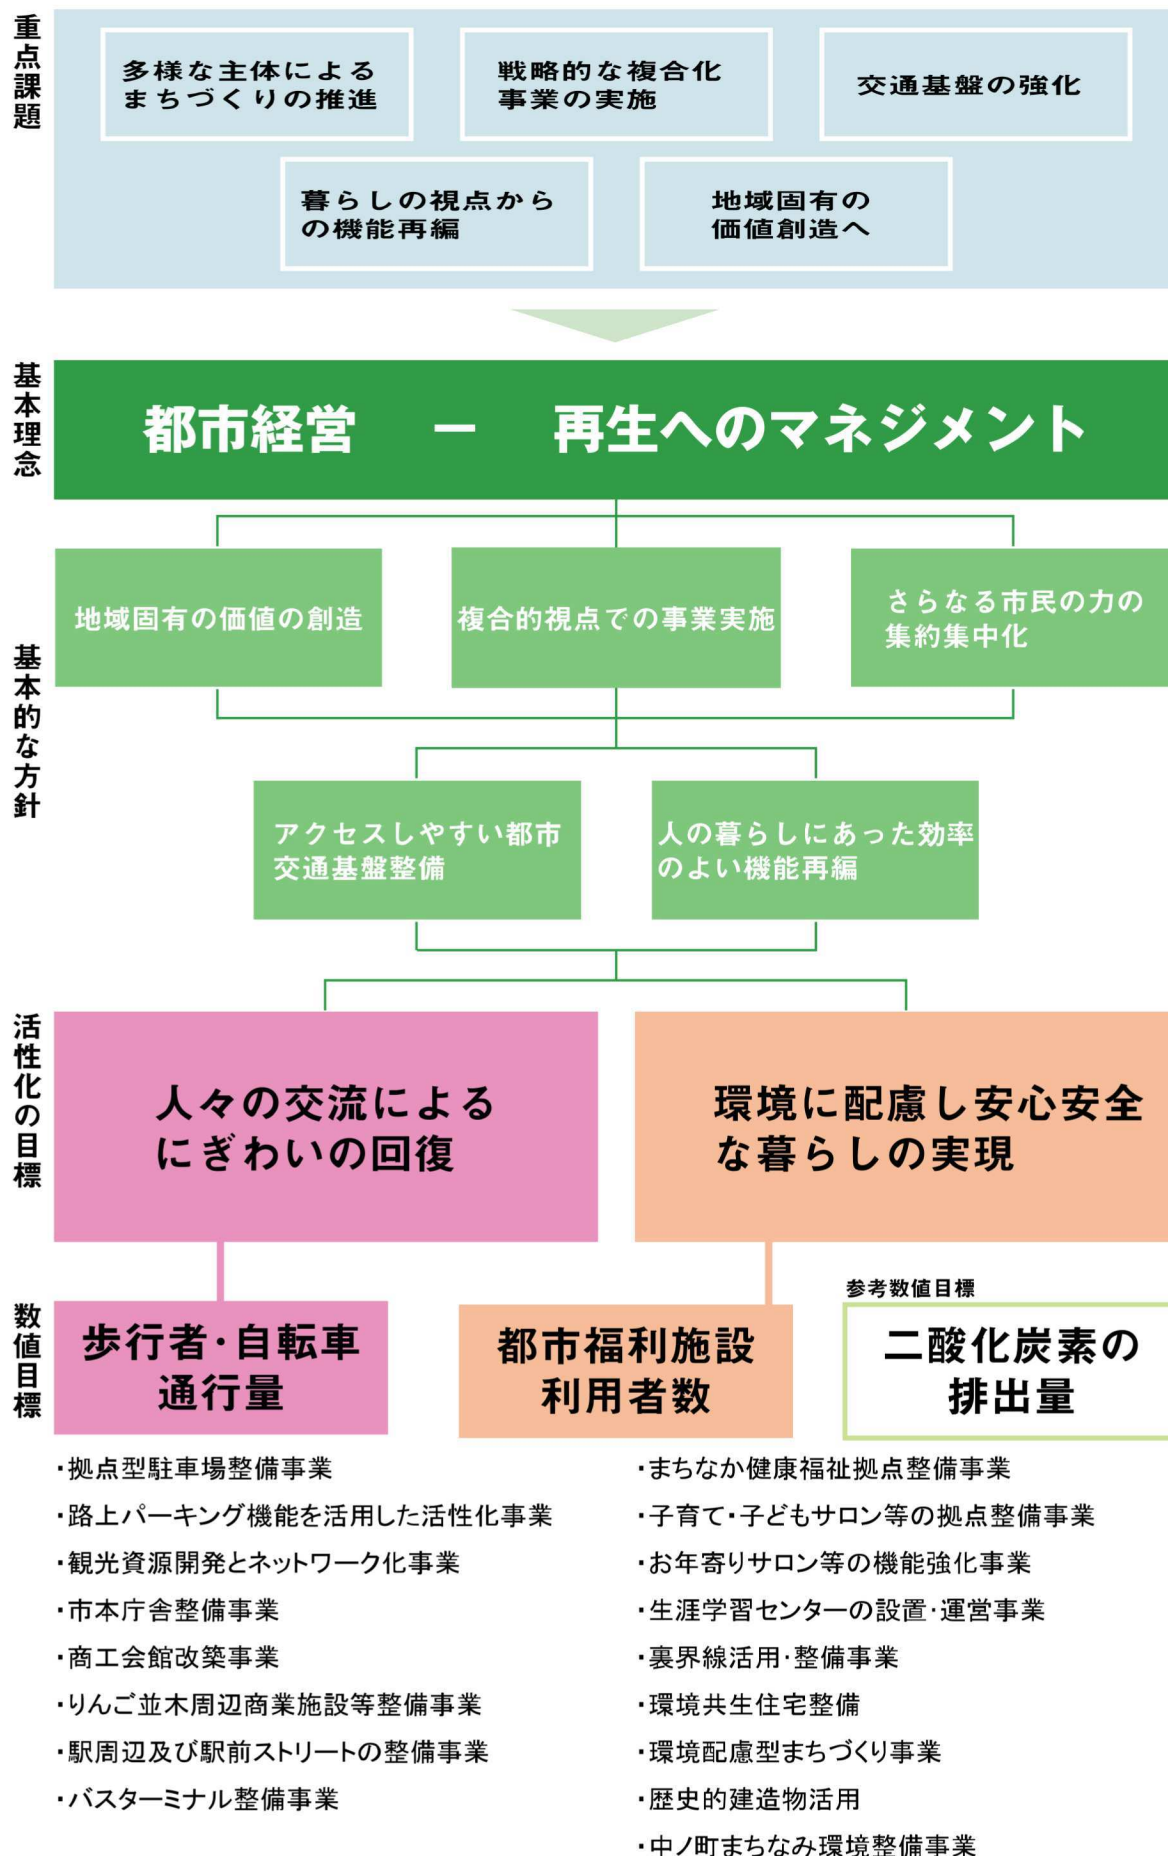 重点課題
多様な主体による
まちづくりの推進
戦略的な複合化
事業の実施
交通基盤の強化
暮らしの視点から
の機能再編
地域固有の
価値創造へ
基本理念
都市経営 ー 再生へのマネジメント
基本的な方針
地域固有の価値の創造
複合的視点での事業実施
さらなる市民の力の
集約集中化
アクセスしやすい都市
交通基盤整備
人の暮らしにあった効率
のよい機能再編
活性化の目標
人々の交流による
にぎわいの回復
環境に配慮し安心安全
な暮らしの実現
数値目標
歩行者・自転車
通行量
都市福利施設
利用者数
参考数値目標
二酸化炭素の
排出量
・拠点型駐車場整備事業
・路上パーキング機能を活用した活性化事業
・観光資源開発とネットワーク化事業
・市本庁舎整備事業
・商工会館改築事業
・りんご並木周辺商業施設等整備事業
・駅周辺及び駅前ストリートの整備事業
・バスターミナル整備事業
・まちなか健康福祉拠点整備事業
・子育て・子どもサロン等の拠点整備事業
・お年寄りサロン等の機能強化事業
・生涯学習センターの設置・運営事業
・裏界線活用・整備事業
・環境共生住宅整備
・環境配慮型まちづくり事業
・歴史的建造物活用
・中ノ町まちなみ環境整備事業